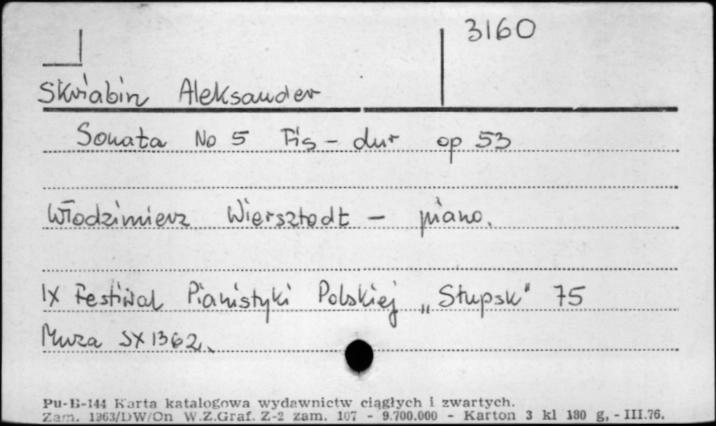 3160
Skriabin Aleksander
Sonata No 5 Fis - dur op 53
Włodzimierz Wiersztodt - piano.
IX Festiwal Pianistyki Polskiej „Słupsk" 75
Muza SX 1362.
Pu-B-144 Karta katalogowa wydawnictw ciągłych i zwartych.
Zam. 1963/DW/On W.Z.Graf. Z-2 zam. 107 - 9.700.000 - Karton 3 kl 180 g, - III.76.